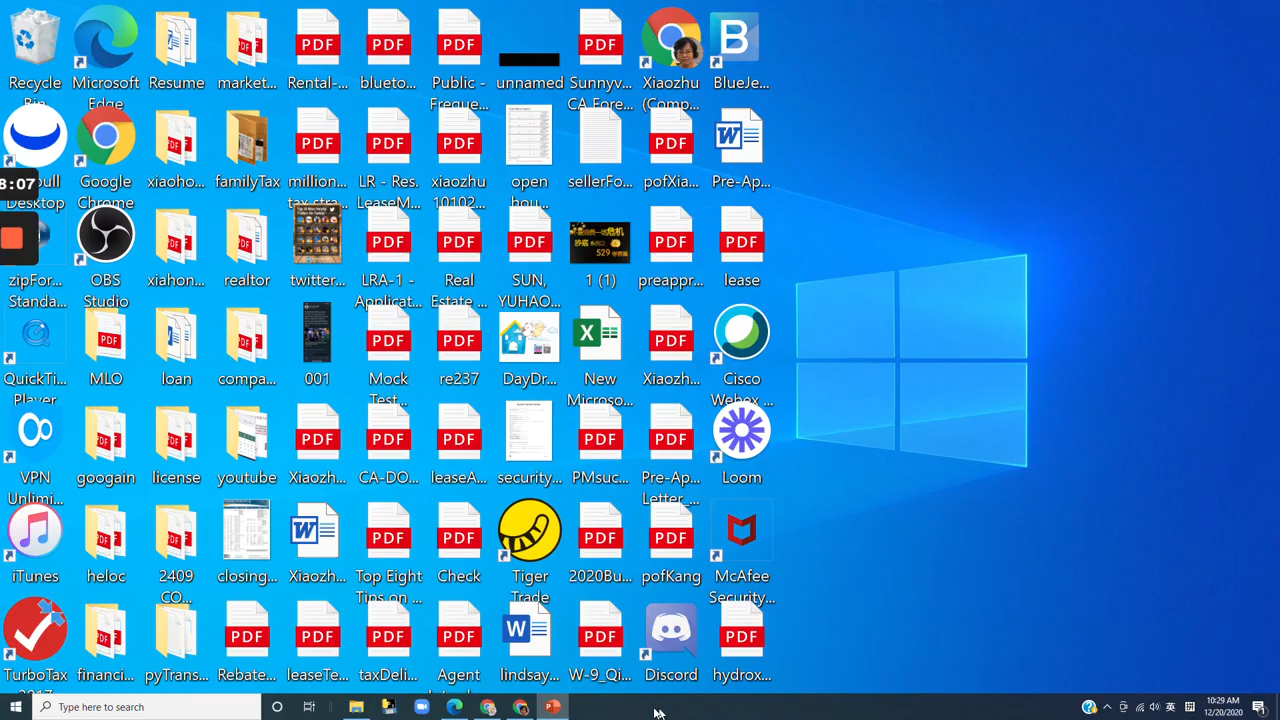 Recycle Bin
Microsoft Edge
Resume
market...
Rental-...
blueto...
Public - Freque...
unnamed
Sunnyv... CA Fore...
Xiaozhu (Comp...
BlueJe...
Desktop
Google Chrome
xiaoho...
familyTax
million... tax stra...
LR - Res. LeaseM...
xiaozhu 10102...
open hou...
sellerFo...
pofXia...
Pre-Ap...
8:07
zipFor... Standa...
OBS Studio
xiahon...
realtor
twitter...
LRA-1 - Applicat...
Real Estate ...
SUN, YUHAO...
1 (1)
preappr...
lease
QuickTi... Player
MLO
loan
compa...
001
Mock Test...
re237
DayDr...
New Microso...
Xiaozh...
Cisco Webex ...
VPN Unlimi...
googain
license
youtube
Xiaozh...
CA-DO...
leaseA...
security...
PMsuc...
Pre-Ap... Letter_...
Loom
iTunes
heloc
2409 CO...
closing...
Xiaozh...
Top Eight Tips on ...
Check
Tiger Trade
2020Bu...
pofKang
McAfee Security...
TurboTax 2017
financi...
pyTrans...
Rebate...
leaseTe...
taxDeli...
Agent
lindsay...
W-9_Qi...
Discord
hydrox...
Type here to search
10:29 AM
12/20/2020